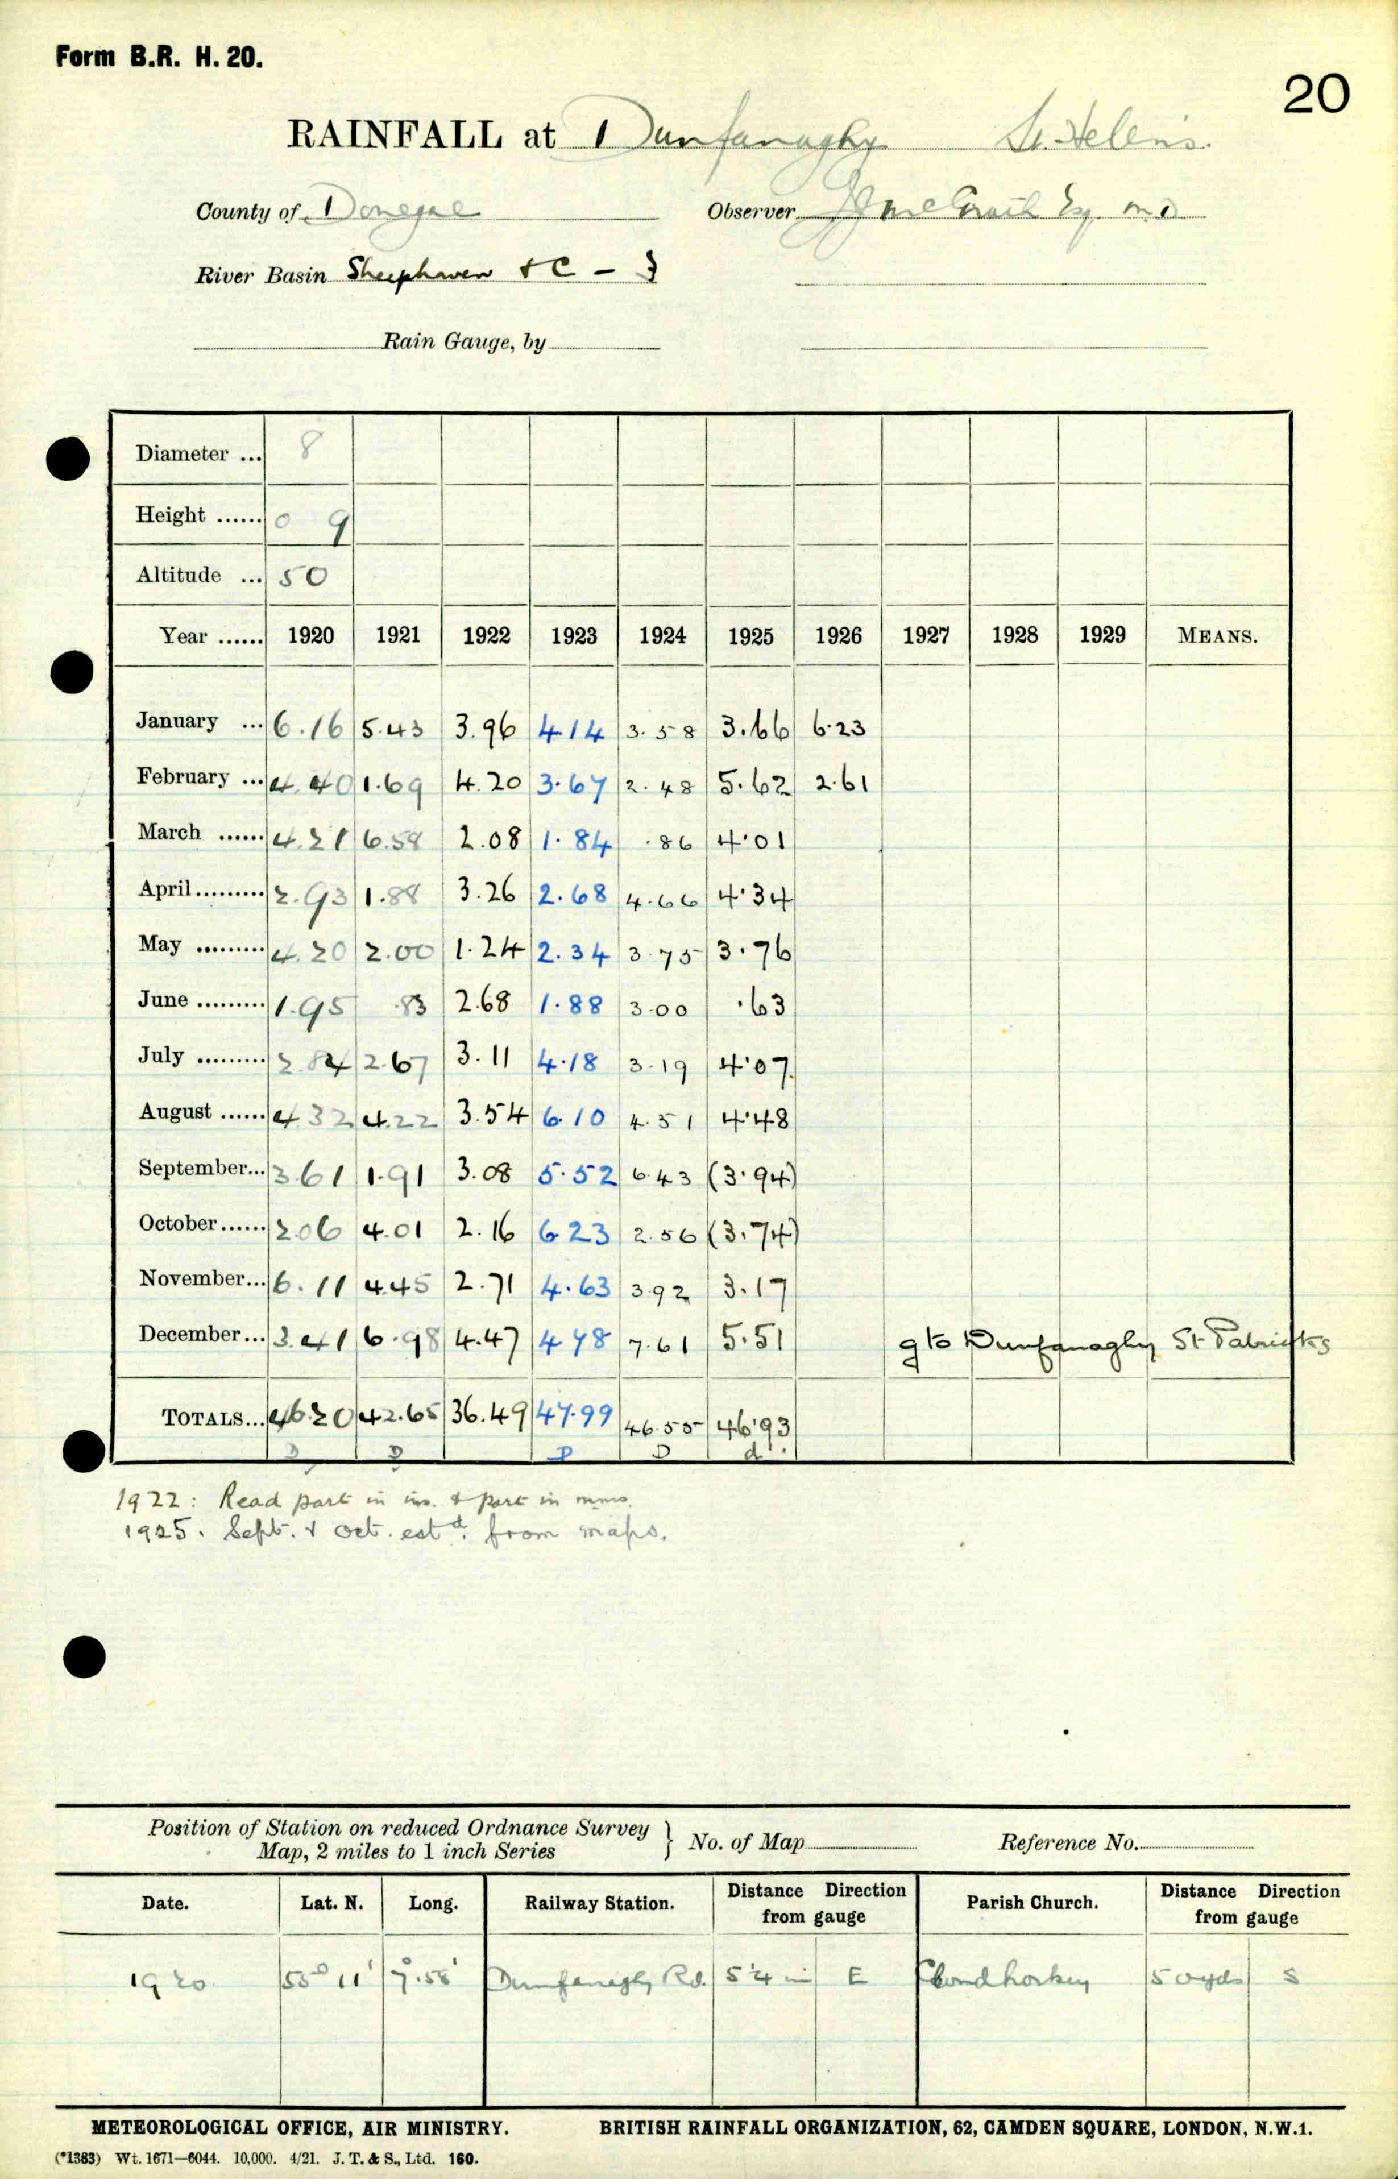 Form B.R. H. 20.
20
RAINFALL at Dunfanaghy St. Helens
County of Donegal Observer McGrath Esq. M.D.
River Basin Sheephaven & C - 3
Rain Gauge, by
Diameter ... 8
Height ...... 0 9
Altitude ... 50
Year ...... 1920 1921 1922 1923 1924 1925 1926 1927 1928 1929 MEANS.
January ... 6.16 5.43 3.96 4.14 3.58 3.66 6.23
February ... 4.40 1.69 4.20 3.67 2.48 5.62 2.61
March ...... 4.21 6.58 2.08 1.84 .86 4.01
April ......... 2.93 1.88 3.26 2.68 4.66 4.34
May ......... 4.20 2.00 1.24 2.34 3.75 3.76
June ......... 1.95 .83 2.68 1.88 3.00 .63
July ......... 2.84 2.67 3.11 4.18 3.19 4.07
August ...... 4.32 4.22 3.54 6.10 4.51 4.48
September... 3.61 1.91 3.08 5.52 6.43 (3.94)
October...... 2.06 4.01 2.16 6.23 2.56 (3.74)
November... 6.11 4.45 2.71 4.63 3.92 3.17
December... 3.41 6.98 4.47 4.78 7.61 5.51 g to Dunfanaghy St Patricks
TOTALS... 46.20 42.65 36.49 47.99 46.55 46.93
D D D D d
1922: Read part in ins. & part in mms.
1925. Sept. & Oct. estd. from maps.
Position of Station on reduced Ordnance Survey Map, 2 miles to 1 inch Series } No. of Map Reference No.
Date. Lat. N. Long. Railway Station. Distance Direction from gauge Parish Church. Distance Direction from gauge
1920 55° 11' 7°.58' Dunfanaghy Rd. 5¼ m E Clondhorkey 50 yds S
METEOROLOGICAL OFFICE, AIR MINISTRY. BRITISH RAINFALL ORGANIZATION, 62, CAMDEN SQUARE, LONDON, N.W.1.
(*1383) Wt. 1671—6044. 10,000. 4/21. J. T. & S., Ltd. 160.